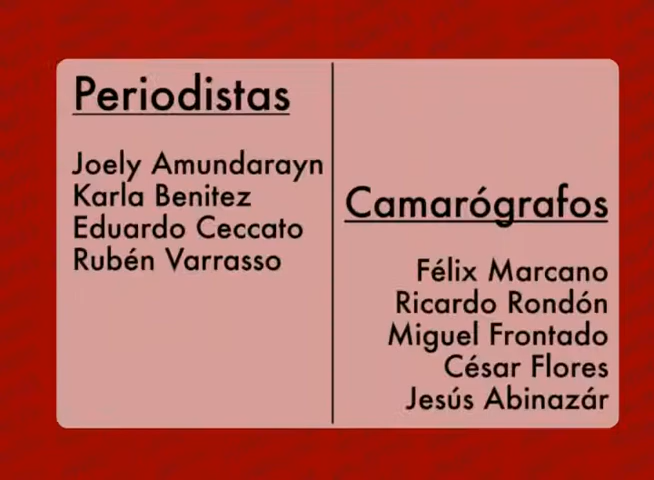 Periodistas
Joely Amundarayn
Karla Benitez
Eduardo Ceccato
Rubén Varrasso
Camarógrafos
Félix Marcano
Ricardo Rondón
Miguel Frontado
César Flores
Jesús Abinazár